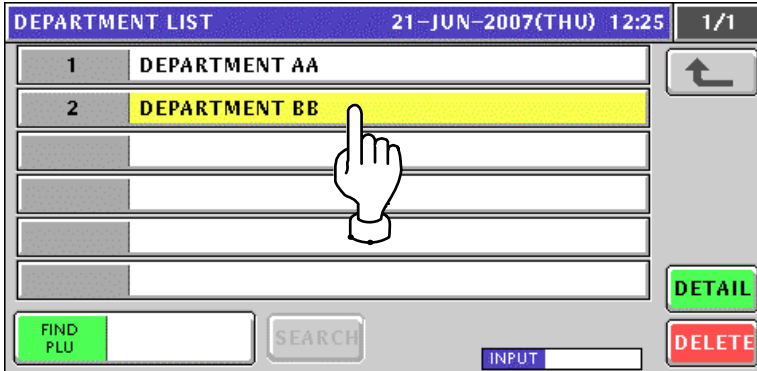 DEPARTMENT LIST 21-JUN-2007(THU) 12:25 1/1
1 DEPARTMENT AA
2 DEPARTMENT BB
DETAIL
FIND
PLU
SEARCH
DELETE
INPUT